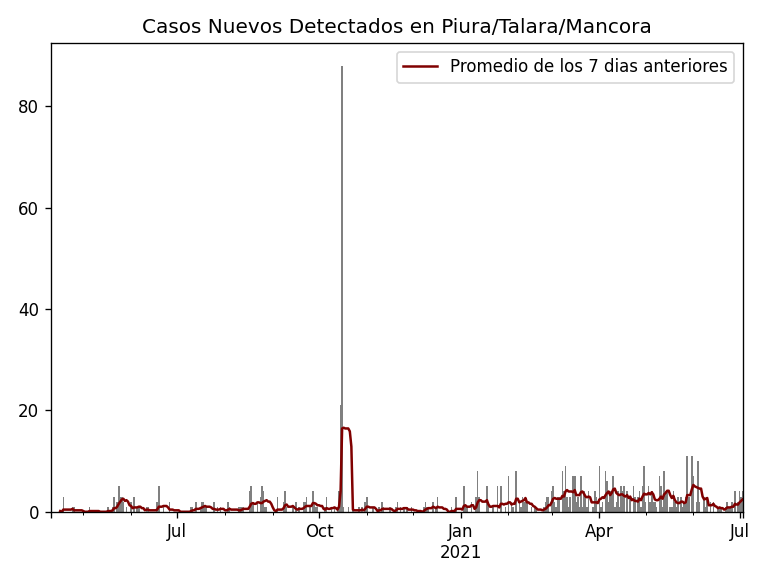 Casos Nuevos Detectados en Piura/Talara/Mancora
Promedio de los 7 dias anteriores
80
60
40
20
0
Jul
Oct
Jan
2021
Apr
Jul